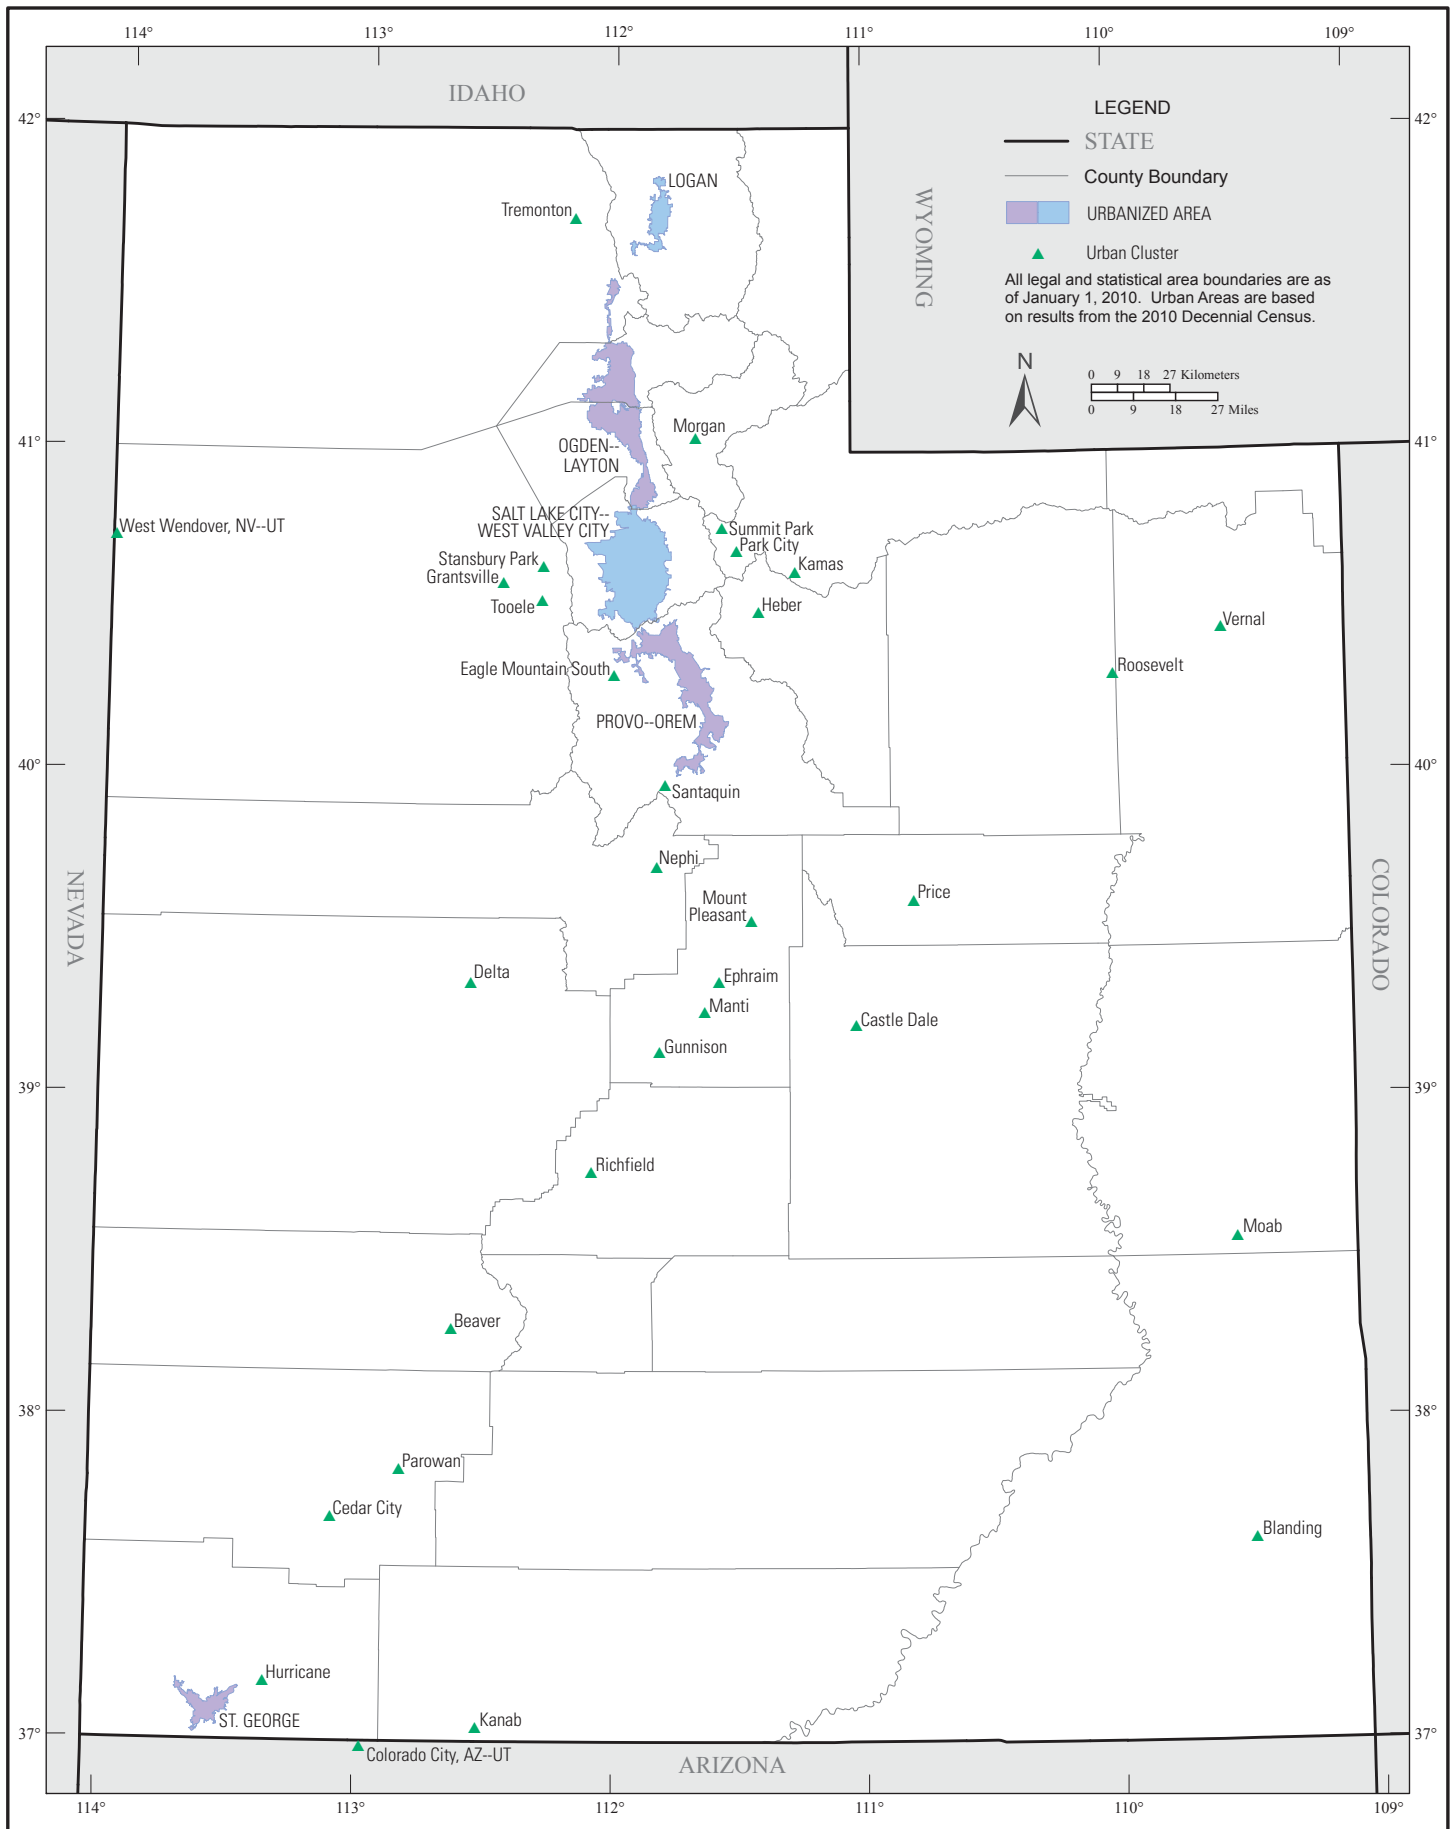 114°
113°
112°
111°
110°
109°
IDAHO
LEGEND
42°
42°
STATE
County Boundary
LOGAN
WYOMING
Tremonton
URBANIZED AREA
Urban Cluster
All legal and statistical area boundaries are as
of January 1, 2010. Urban Areas are based
on results from the 2010 Decennial Census.
N
0 9 18 27 Kilometers
0 9 18 27 Miles
Morgan
41°
41°
OGDEN--
LAYTON
SALT LAKE CITY--
WEST VALLEY CITY
West Wendover, NV--UT
Summit Park
Park City
Stansbury Park
Kamas
Grantsville
Tooele
Heber
Vernal
Roosevelt
Eagle Mountain South
PROVO--OREM
40°
40°
Santaquin
Nephi
NEVADA
COLORADO
Price
Mount
Pleasant
Delta
Ephraim
Manti
Castle Dale
Gunnison
39°
39°
Richfield
Moab
Beaver
38°
38°
Parowan
Cedar City
Blanding
Hurricane
ST. GEORGE
Kanab
37°
37°
Colorado City, AZ--UT
ARIZONA
114°
113°
112°
111°
110°
109°